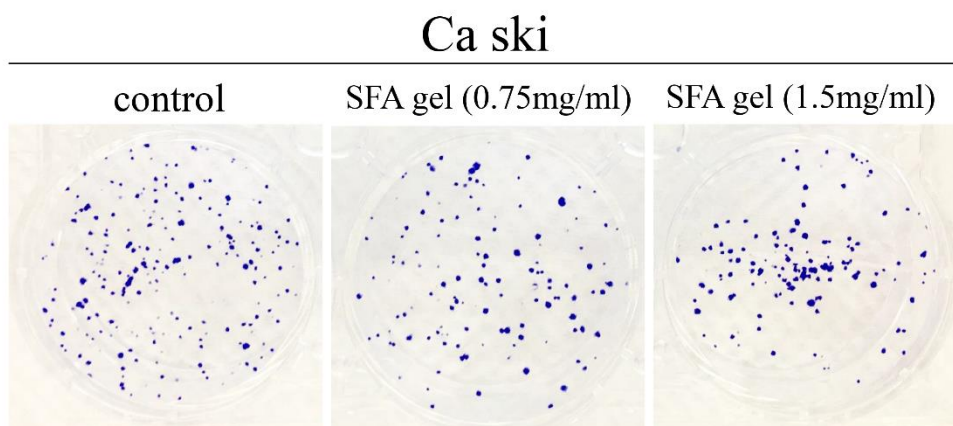 Ca ski
control
SFA gel (0.75mg/ml)
SFA gel (1.5mg/ml)